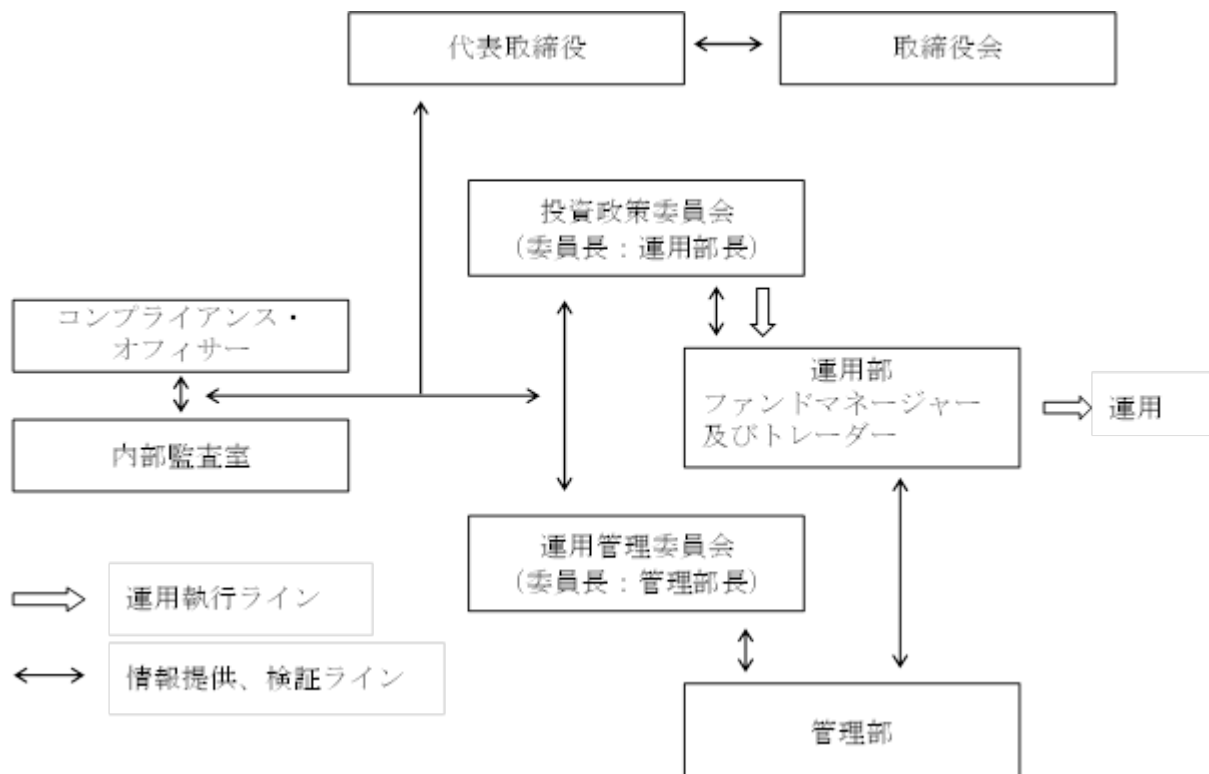 代表取締役
取締役会
投資政策委員会
(委員長：運用部長)
コンプライアンス・
オフィサー
運用部
ファンドマネージャー
及びトレーダー
運用
内部監査室
運用管理委員会
(委員長：管理部長)
運用執行ライン
情報提供、検証ライン
管理部